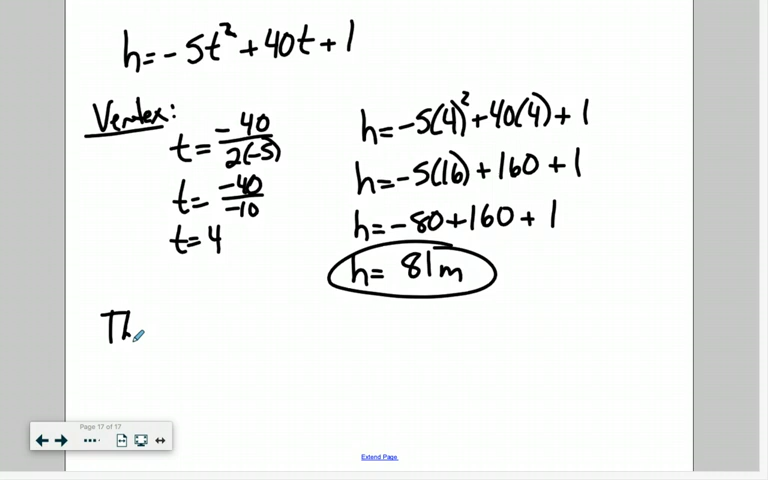 h = -5t² + 40t + 1
Vertex:
t = -40/2(-5)
t = -40/-10
t = 4
h = -5(4)² + 40(4) + 1
h = -5(16) + 160 + 1
h = -80 + 160 + 1
h = 81m
Th
Page 17 of 17
Extend Page